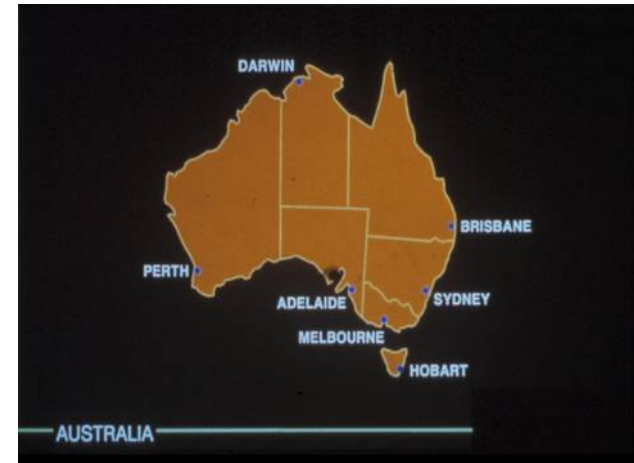 DARWIN
BRISBANE
PERTH
ADELAIDE
SYDNEY
MELBOURNE
HOBART
AUSTRALIA